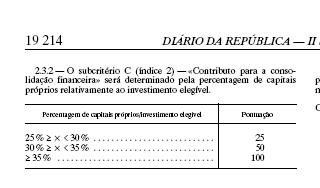 19 214
DIÁRIO DA REPÚBLICA — II
2.3.2 — O subcritério C (índice 2) — «Contributo para a conso-
lidação financeira» será determinado pela percentagem de capitais
próprios relativamente ao investimento elegível.
Percentagem de capitais próprios/investimento elegível Pontuação
25 % ≥ × < 30 % .......................... 25
30 % ≥ × < 35 % .......................... 50
≥ 35 % .......................... 100